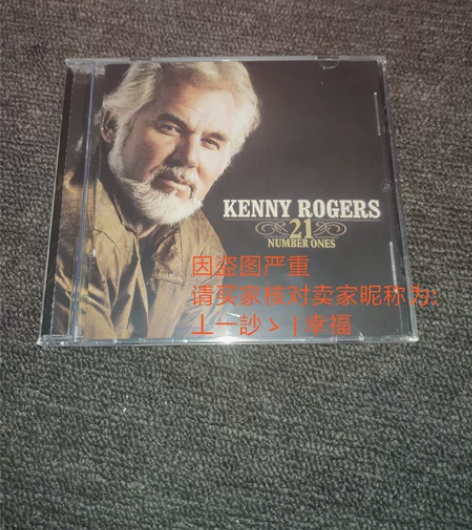 KENNY ROGERS
21
NUMBER ONES
因盗图严重
请买家核对卖家昵称为:
丄一訬ゝ | 幸福